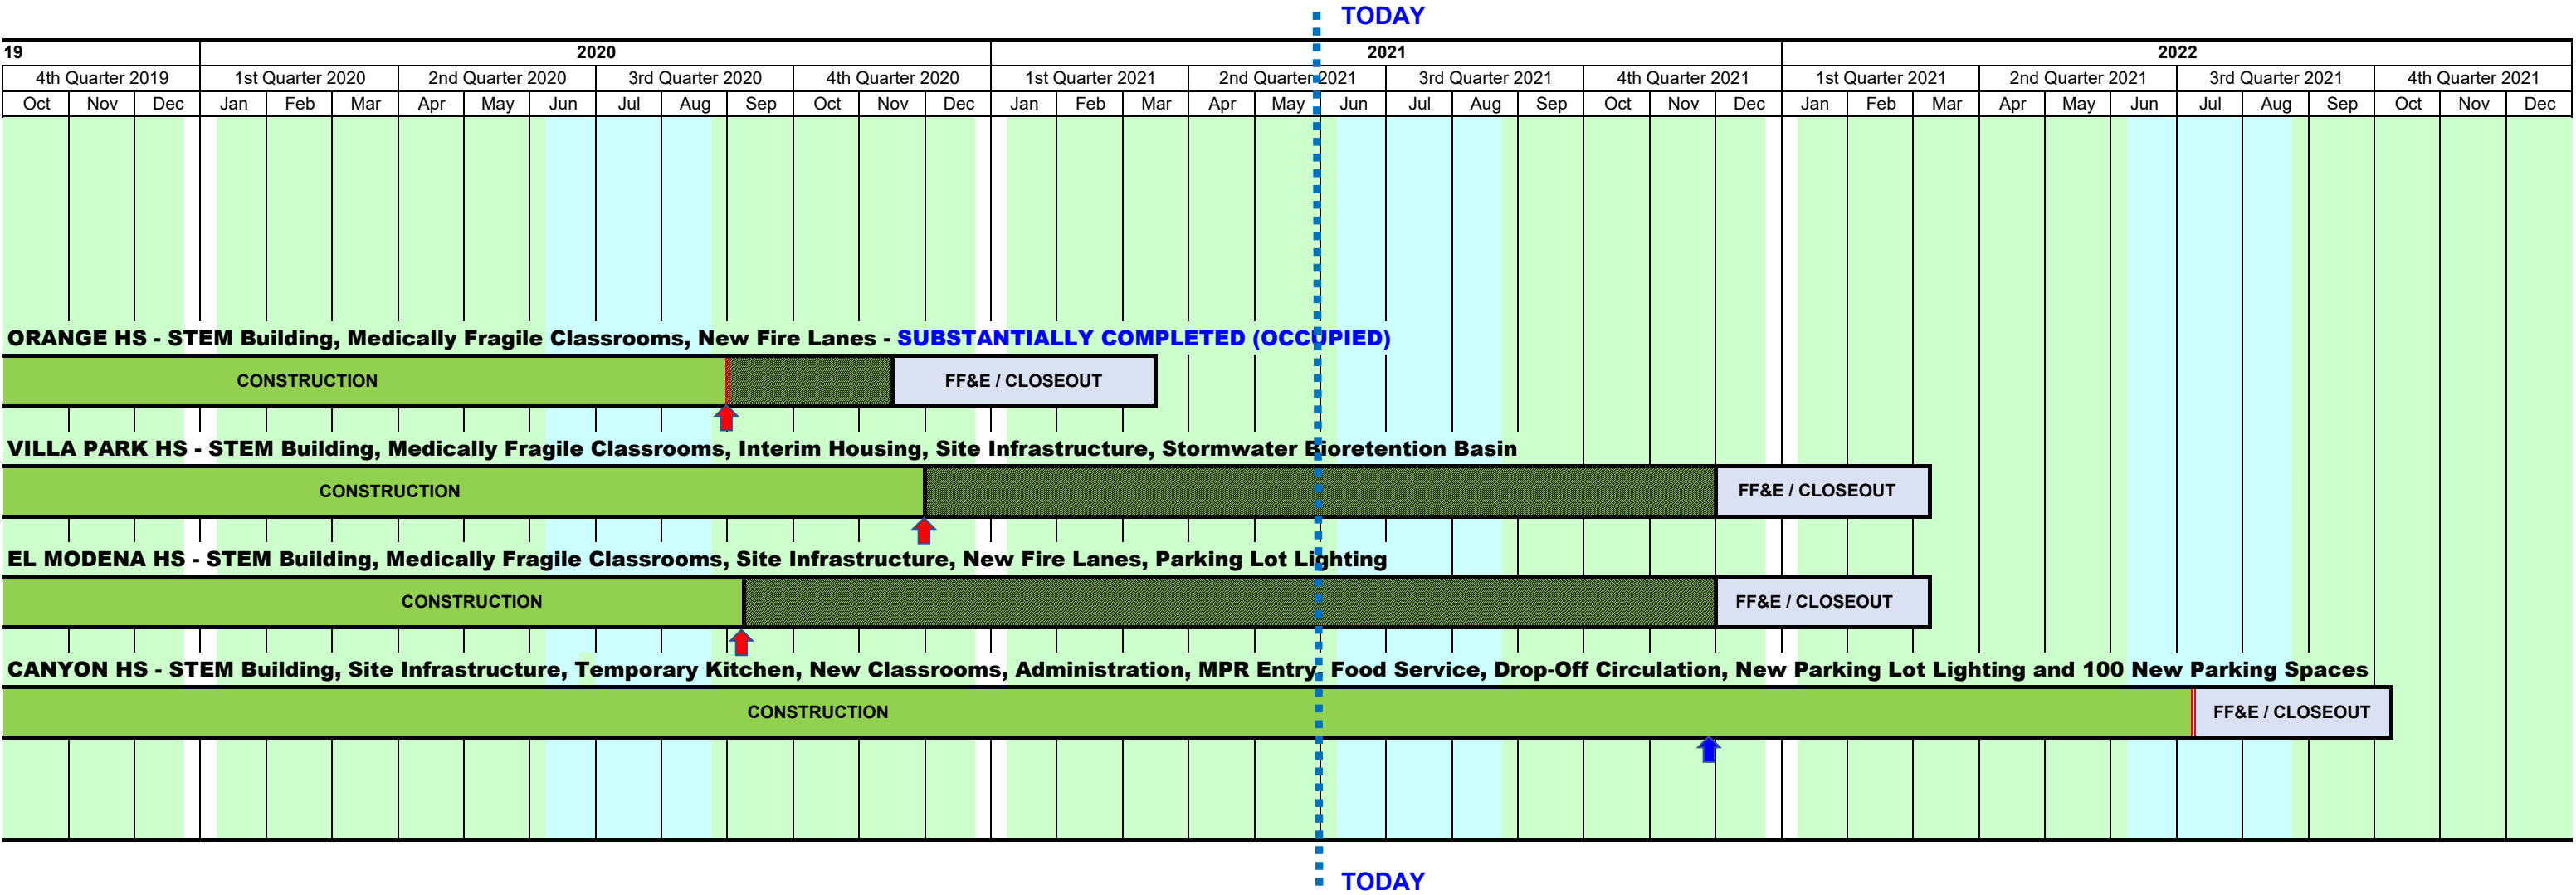 TODAY
19 2020 2021 2022
4th Quarter 2019 1st Quarter 2020 2nd Quarter 2020 3rd Quarter 2020 4th Quarter 2020 1st Quarter 2021 2nd Quarter 2021 3rd Quarter 2021 4th Quarter 2021 1st Quarter 2021 2nd Quarter 2021 3rd Quarter 2021 4th Quarter 2021
Oct Nov Dec Jan Feb Mar Apr May Jun Jul Aug Sep Oct Nov Dec Jan Feb Mar Apr May Jun Jul Aug Sep Oct Nov Dec Jan Feb Mar Apr May Jun Jul Aug Sep Oct Nov Dec
ORANGE HS - STEM Building, Medically Fragile Classrooms, New Fire Lanes - SUBSTANTIALLY COMPLETED (OCCUPIED)
CONSTRUCTION FF&E / CLOSEOUT
VILLA PARK HS - STEM Building, Medically Fragile Classrooms, Interim Housing, Site Infrastructure, Stormwater Bioretention Basin
CONSTRUCTION FF&E / CLOSEOUT
EL MODENA HS - STEM Building, Medically Fragile Classrooms, Site Infrastructure, New Fire Lanes, Parking Lot Lighting
CONSTRUCTION FF&E / CLOSEOUT
CANYON HS - STEM Building, Site Infrastructure, Temporary Kitchen, New Classrooms, Administration, MPR Entry, Food Service, Drop-Off Circulation, New Parking Lot Lighting and 100 New Parking Spaces
CONSTRUCTION FF&E / CLOSEOUT
TODAY